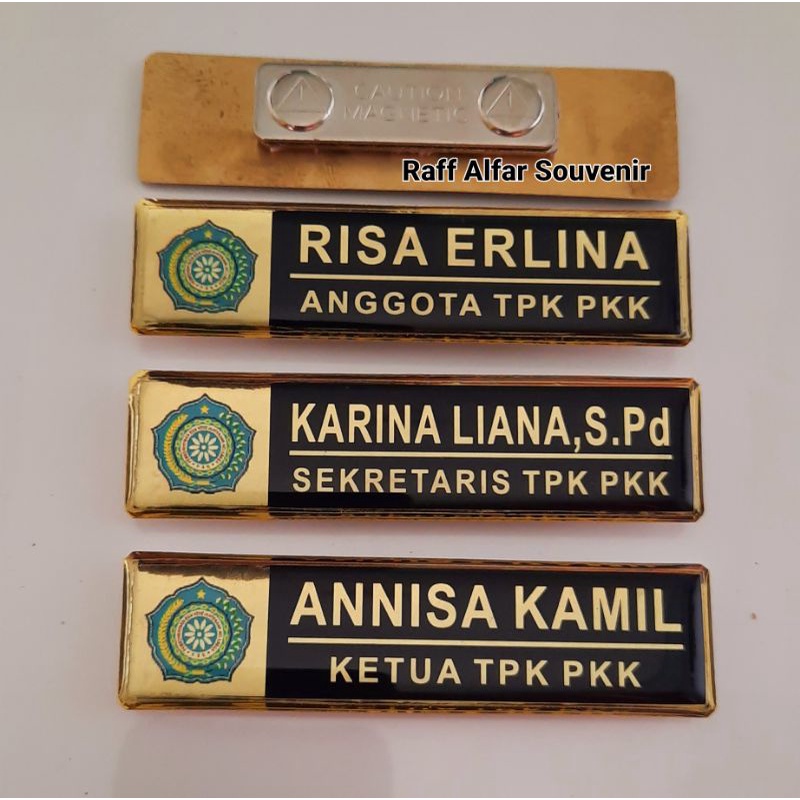 CAUTION
MAGNETIC
Raff Alfar Souvenir
RISA ERLINA
ANGGOTA TPK PKK
KARINA LIANA,S.Pd
SEKRETARIS TPK PKK
ANNISA KAMIL
KETUA TPK PKK